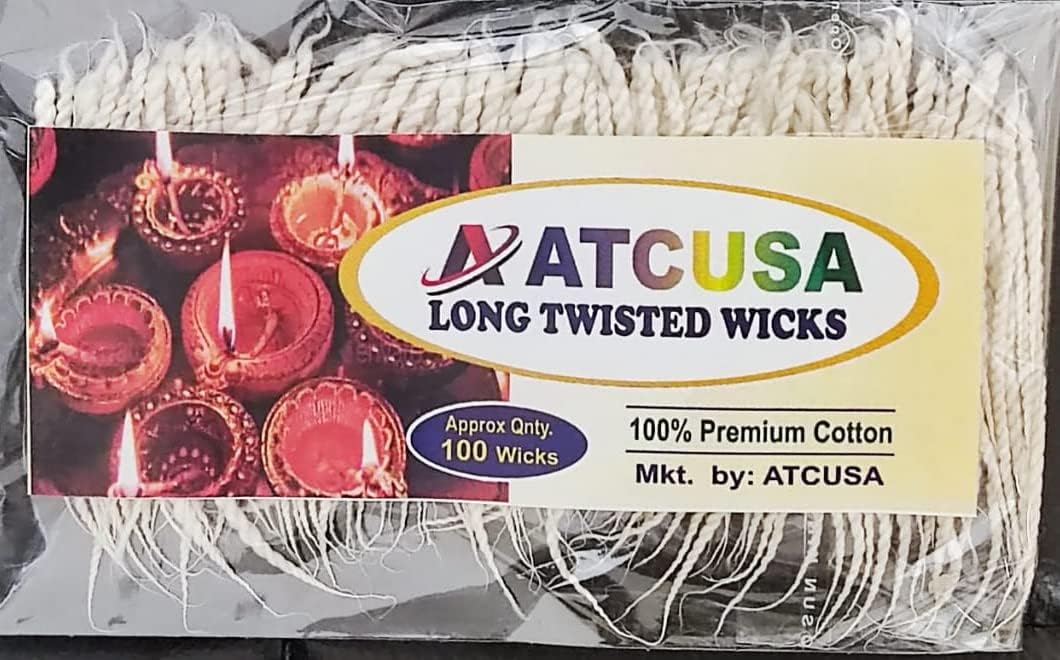 ATCUSA
LONG TWISTED WICKS
Approx Qnty.
100 Wicks
100% Premium Cotton
Mkt. by: ATCUSA